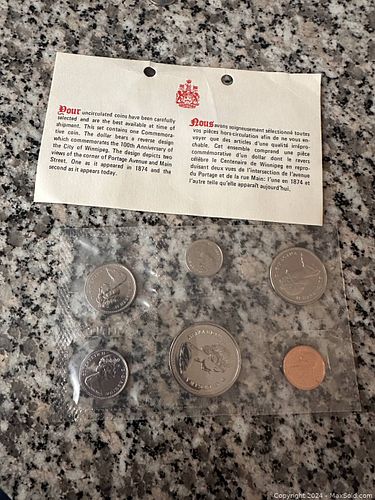 Your uncirculated coins have been carefully
selected and are the best available at time of
shipment. This set contains one Commemora-
tive coin. The dollar bears a reverse design
which commemorates the 100th Anniversary of
the City of Winnipeg. The design depicts two
views of the corner of Portage Avenue and Main
Street. One as it appeared in 1874 and the
second as it appears today.
Nous avons soigneusement sélectionné toutes
vos pièces hors-circulation afin de ne vous en-
voyer que des articles d'une qualité irrépro-
chable. Cet ensemble comprend une pièce
commémorative d'un dollar dont le revers
célèbre le Centenaire de Winnipeg en repro-
duisant deux vues de l'intersection de l'avenue
du Portage et de la rue Main: l'une en 1874 et
l'autre telle qu'elle apparaît aujourd'hui.
Copyright 2024 - MaxSold.com